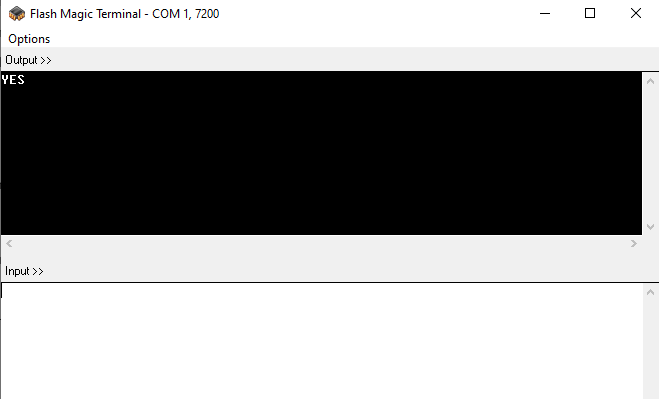 Flash Magic Terminal - COM 1, 7200
Options
Output >>
YES
Input >>